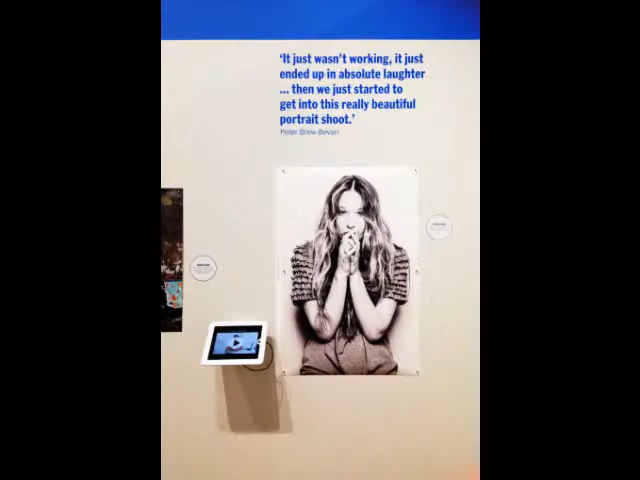 ‘It just wasn’t working, it just
ended up in absolute laughter
... then we just started to
get into this really beautiful
portrait shoot.’
Peter Brew-Bevan